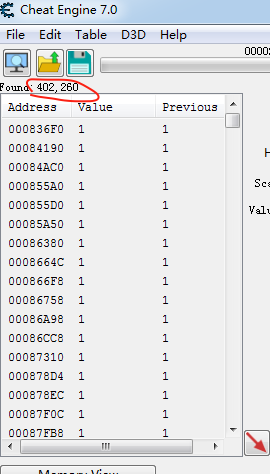 Cheat Engine 7.0
File Edit Table D3D Help
Found: 402,260
Address Value Previous
000836F0 1 1
00084190 1 1
00084AC0 1 1
000855A0 1 1
000855D0 1 1
00085A50 1 1
00086380 1 1
0008664C 1 1
000866F8 1 1
00086758 1 1
00086A98 1 1
00086CC8 1 1
00087310 1 1
000878D4 1 1
000878EC 1 1
00087F0C 1 1
00087FB8 1 1
Memory View